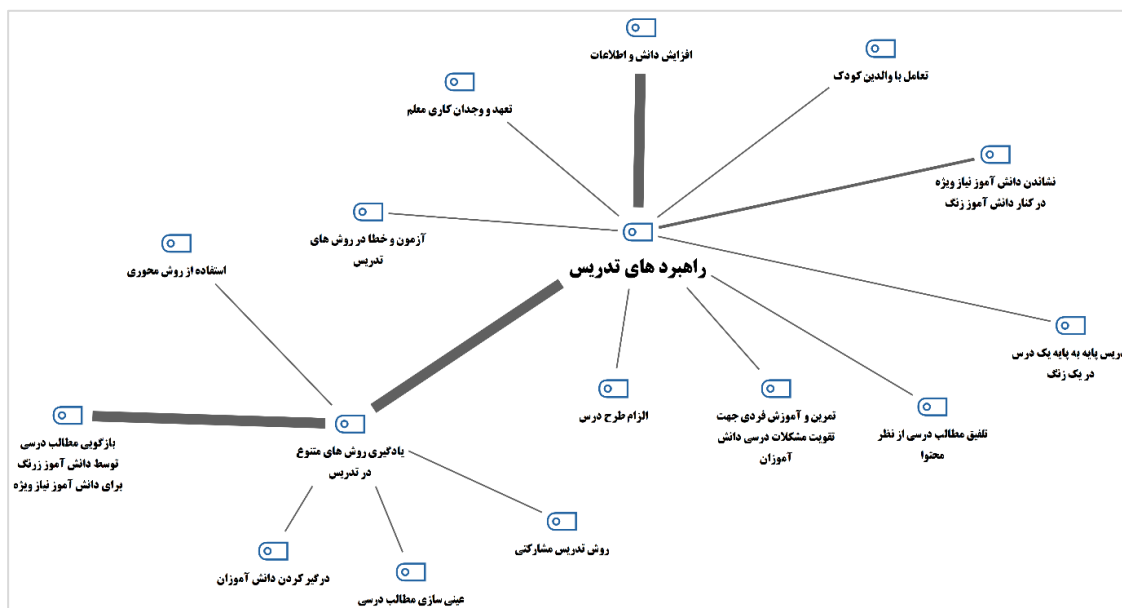 افزایش دانش و اطلاعات
تعامل با والدین کودک
تعهد و وجدان کاری معلم
نشاندن دانش آموز نیاز ویژه
در کنار دانش آموز زنگ
آزمون و خطا در روش های
تدریس
راهبرد های تدریس
استفاده از روش محوری
دریس پایه به پایه یک درس
در یک زنگ
الزام طرح درس
تمرین و آموزش فردی جهت
تقویت مشکلات درسی دانش
آموزان
تلفیق مطالب درسی از نظر
محتوا
بازگویی مطالب درسی
توسط دانش آموز زرنگ
برای دانش آموز نیاز ویژه
یادگیری روش های متنوع
در تدریس
روش تدریس مشارکتی
درگیر کردن دانش آموزان
عینی سازی مطالب درسی